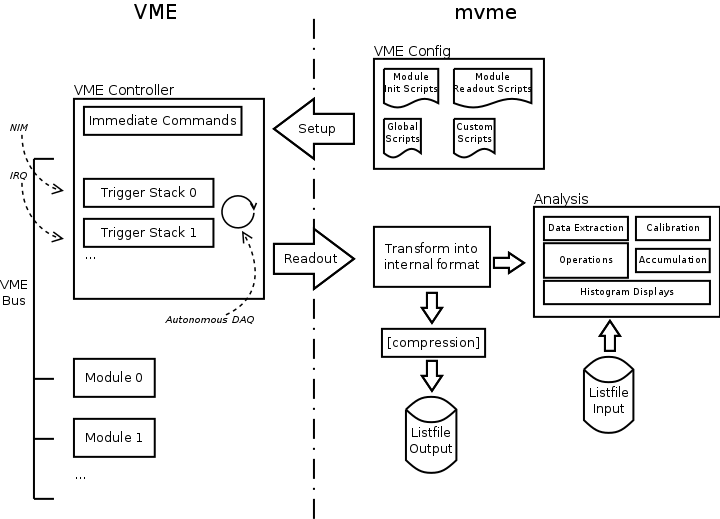 VME
mvme
VME Config
Module
Init Scripts
Module
Readout Scripts
Global
Scripts
Custom
Scripts
VME Controller
Immediate Commands
Setup
NIM
IRQ
Trigger Stack 0
Trigger Stack 1
...
Autonomous DAQ
VME
Bus
Readout
Transform into
internal format
[compression]
Listfile
Output
Analysis
Data Extraction
Calibration
Operations
Accumulation
Histogram Displays
Listfile
Input
Module 0
Module 1
...